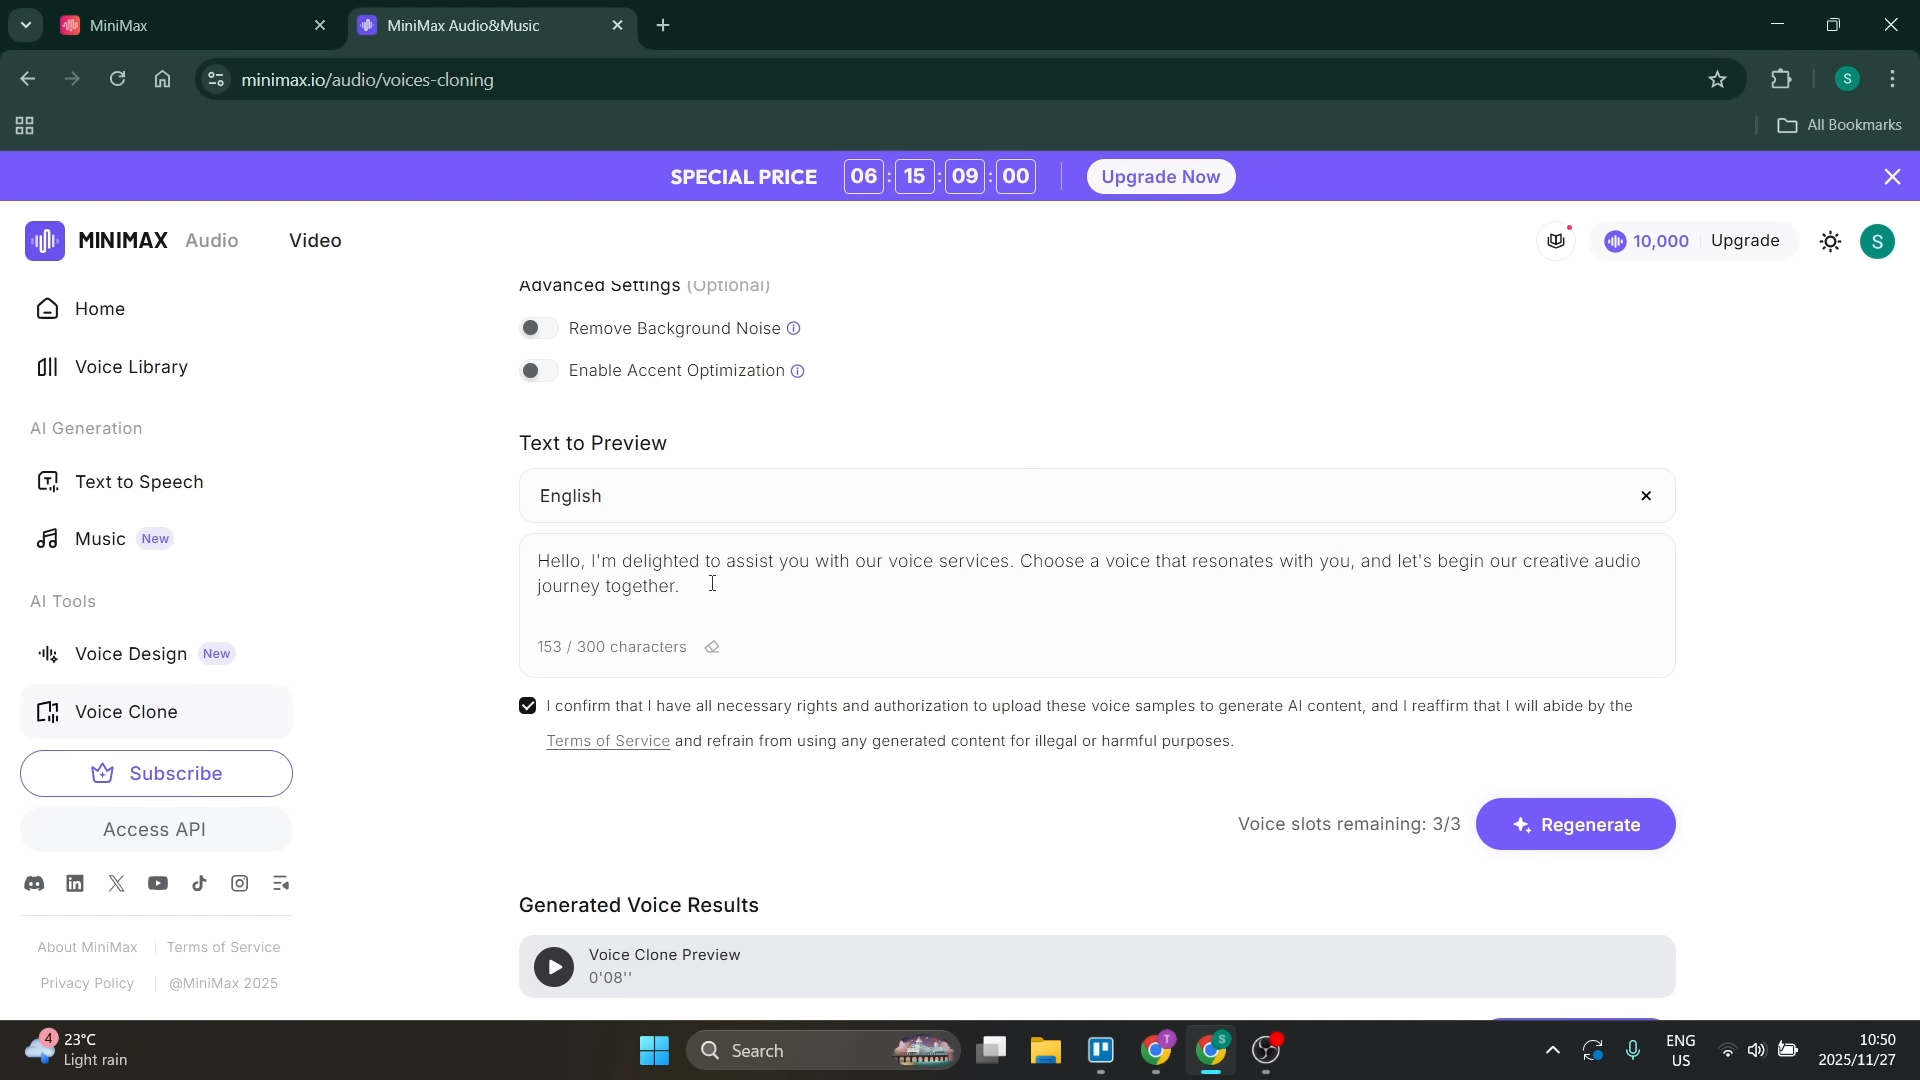 MiniMax
MiniMax Audio&Music
minimax.io/audio/voices-cloning
S
All Bookmarks
SPECIAL PRICE 06 : 15 : 09 : 00 Upgrade Now
MINIMAX Audio Video
10,000 Upgrade
S
Home
Voice Library
AI Generation
Text to Speech
Music New
AI Tools
Voice Design New
Voice Clone
Subscribe
Access API
About MiniMax Terms of Service
Privacy Policy @MiniMax 2025
Advanced Settings (Optional)
Remove Background Noise
Enable Accent Optimization
Text to Preview
English
Hello, I'm delighted to assist you with our voice services. Choose a voice that resonates with you, and let's begin our creative audio
journey together.
153 / 300 characters
I confirm that I have all necessary rights and authorization to upload these voice samples to generate AI content, and I reaffirm that I will abide by the
Terms of Service and refrain from using any generated content for illegal or harmful purposes.
Voice slots remaining: 3/3 Regenerate
Generated Voice Results
Voice Clone Preview
0'08''
4
23°C
Light rain
Search
T
S
ENG
US
10:50
2025/11/27